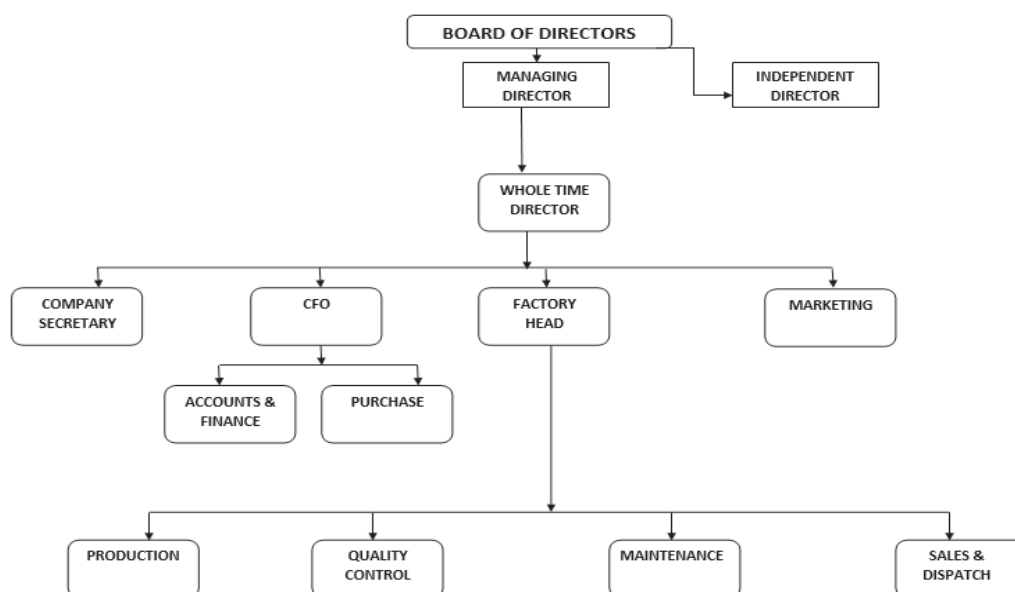 BOARD OF DIRECTORS
MANAGING
DIRECTOR
INDEPENDENT
DIRECTOR
WHOLE TIME
DIRECTOR
COMPANY
SECRETARY
CFO
FACTORY
HEAD
MARKETING
ACCOUNTS &
FINANCE
PURCHASE
PRODUCTION
QUALITY
CONTROL
MAINTENANCE
SALES &
DISPATCH